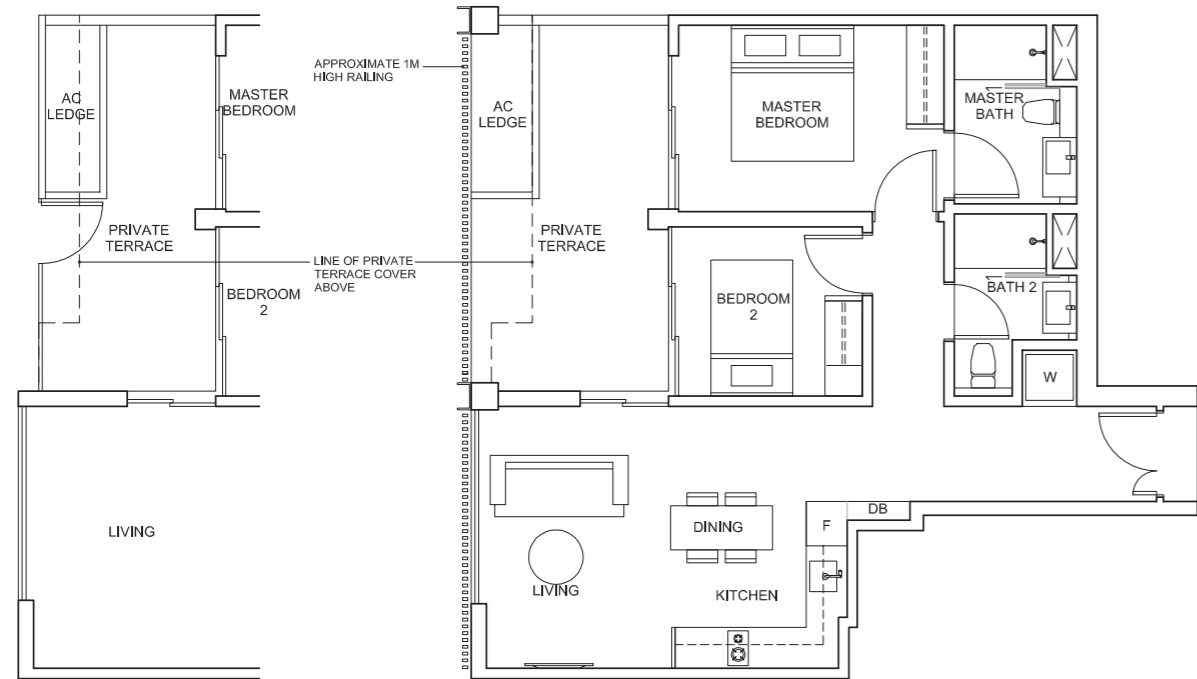 AC
LEDGE
MASTER
BEDROOM
PRIVATE
TERRACE
BEDROOM
2
LIVING
APPROXIMATE 1M
HIGH RAILING
LINE OF PRIVATE
TERRACE COVER
ABOVE
AC
LEDGE
MASTER
BEDROOM
MASTER
BATH
PRIVATE
TERRACE
BEDROOM
2
BATH 2
W
DINING
F
DB
LIVING
KITCHEN